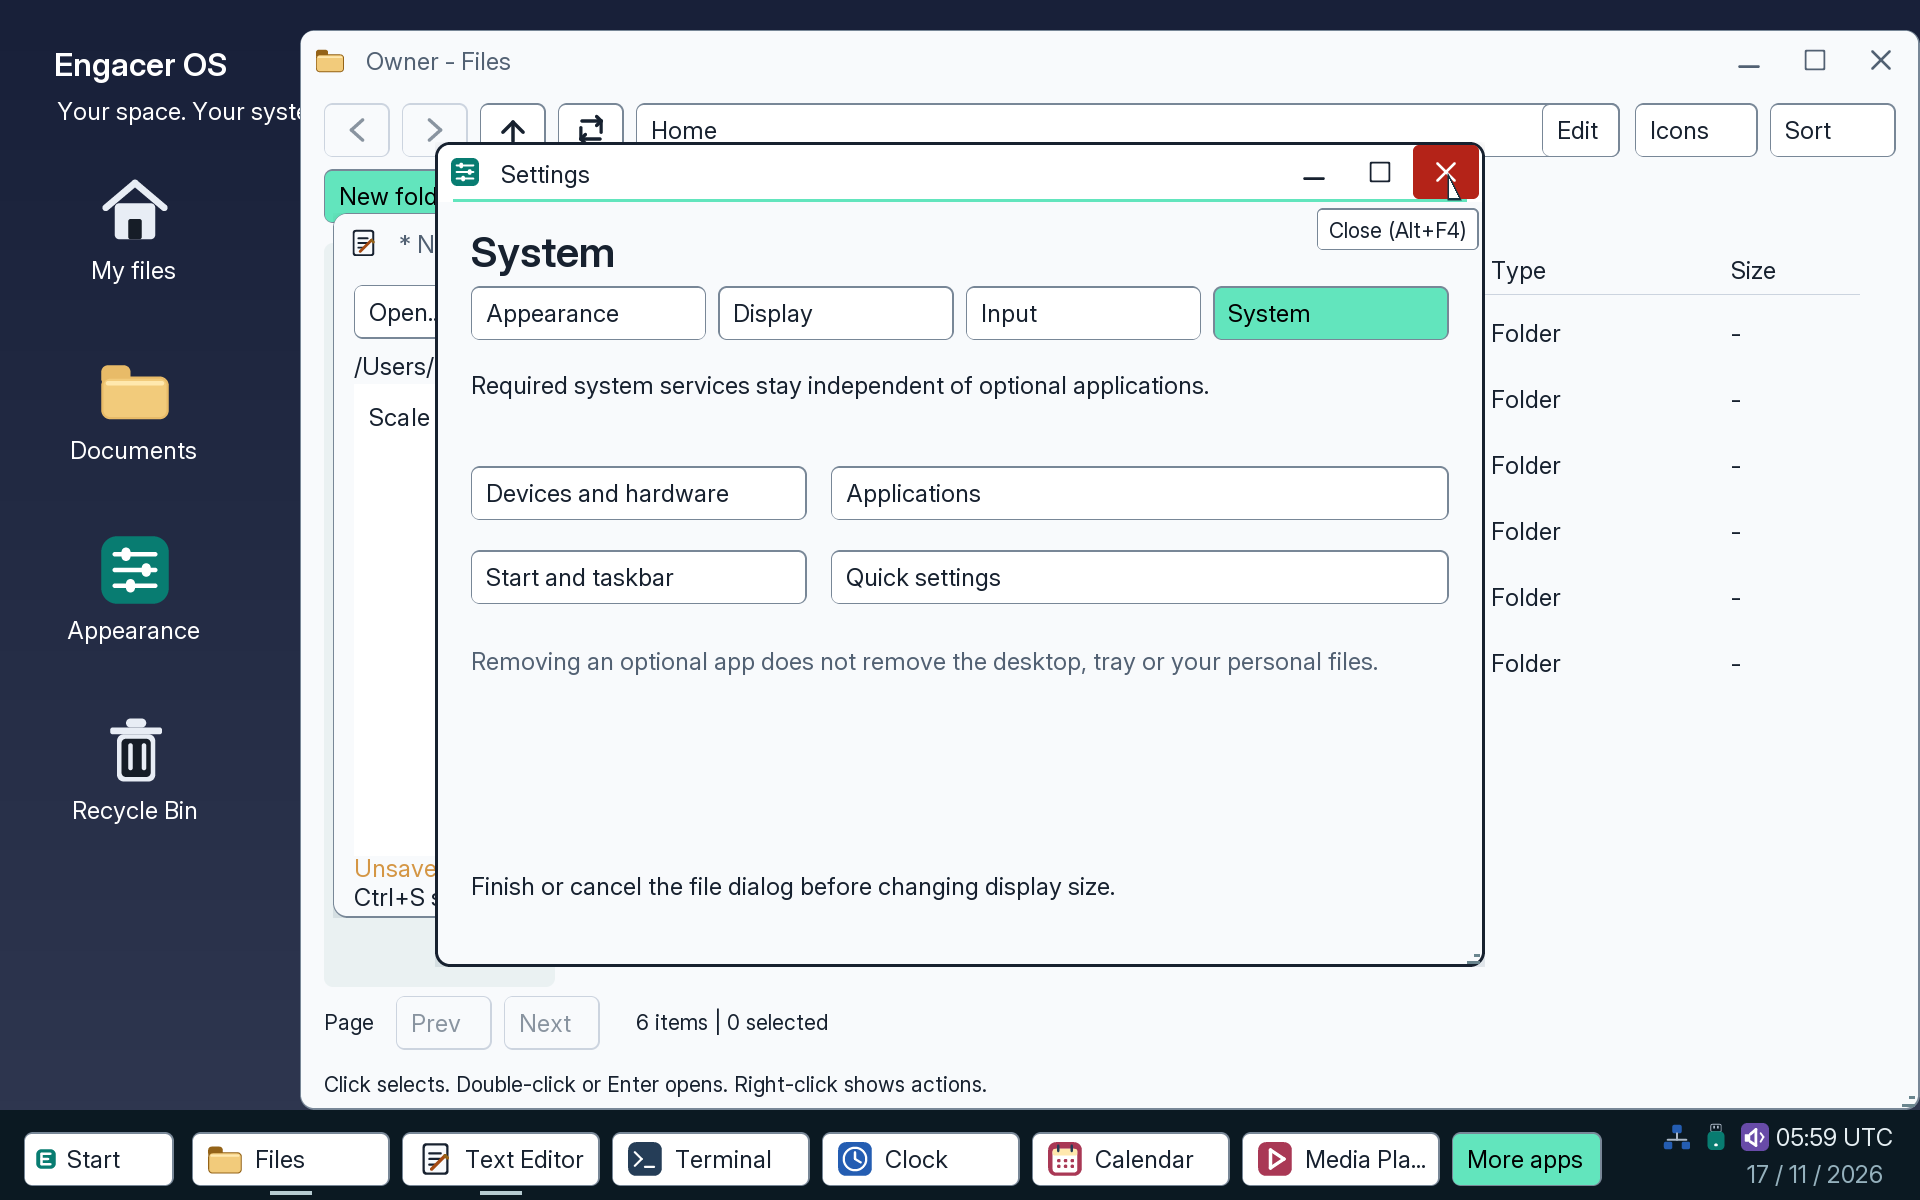 Engacer OS
Your space. Your syste
My files
Documents
Appearance
Recycle Bin
Owner - Files
Home
Edit
Icons
Sort
New fold
Type
Size
Folder
-
Folder
-
Folder
-
Folder
-
Folder
-
Folder
-
* N
Open..
/Users/
Scale
Unsave
Ctrl+S s
Settings
Close (Alt+F4)
System
Appearance
Display
Input
System
Required system services stay independent of optional applications.
Devices and hardware
Applications
Start and taskbar
Quick settings
Removing an optional app does not remove the desktop, tray or your personal files.
Finish or cancel the file dialog before changing display size.
Page
Prev
Next
6 items | 0 selected
Click selects. Double-click or Enter opens. Right-click shows actions.
E Start
Files
Text Editor
Terminal
Clock
Calendar
Media Pla...
More apps
05:59 UTC
17 / 11 / 2026